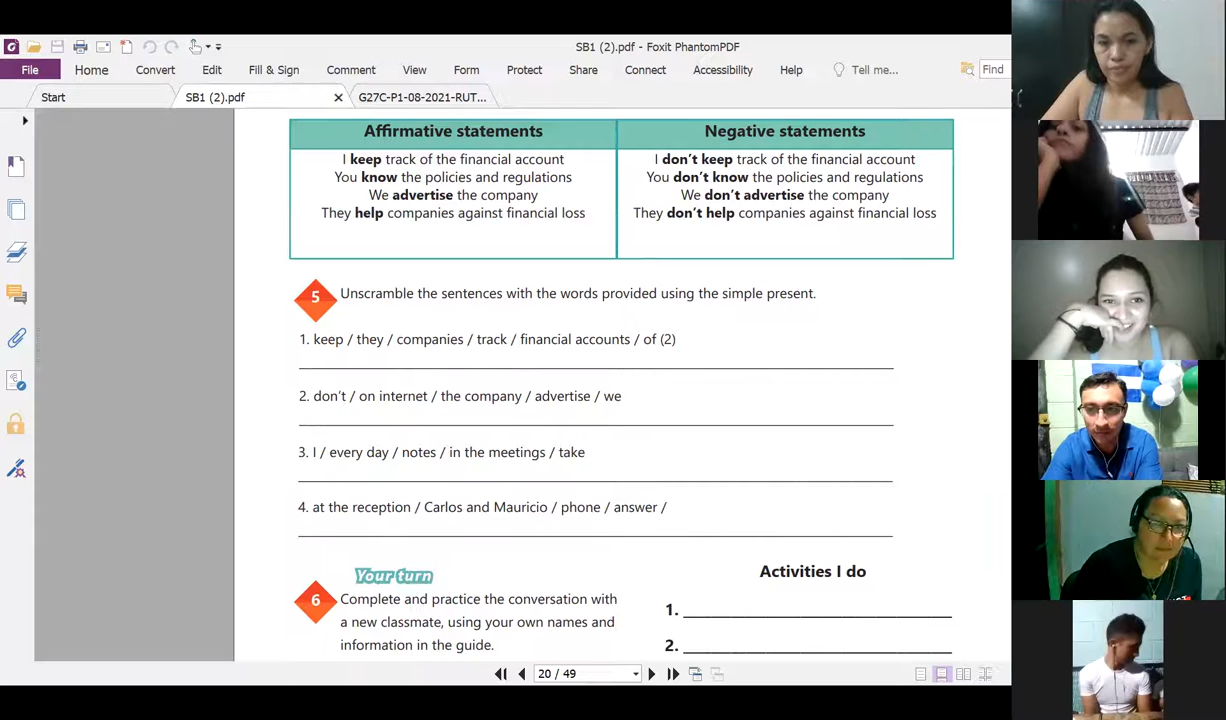 SB1 (2).pdf - Foxit PhantomPDF
File Home Convert Edit Fill & Sign Comment View Form Protect Share Connect Accessibility Help Tell me... Find
Start SB1 (2).pdf G27C-P1-08-2021-RUT...
Affirmative statements
I keep track of the financial account
You know the policies and regulations
We advertise the company
They help companies against financial loss
Negative statements
I don't keep track of the financial account
You don't know the policies and regulations
We don't advertise the company
They don't help companies against financial loss
5 Unscramble the sentences with the words provided using the simple present.
1. keep / they / companies / track / financial accounts / of (2)
2. don't / on internet / the company / advertise / we
3. I / every day / notes / in the meetings / take
4. at the reception / Carlos and Mauricio / phone / answer /
Your turn
6 Complete and practice the conversation with
a new classmate, using your own names and
information in the guide.
Activities I do
1.
2.
20 / 49